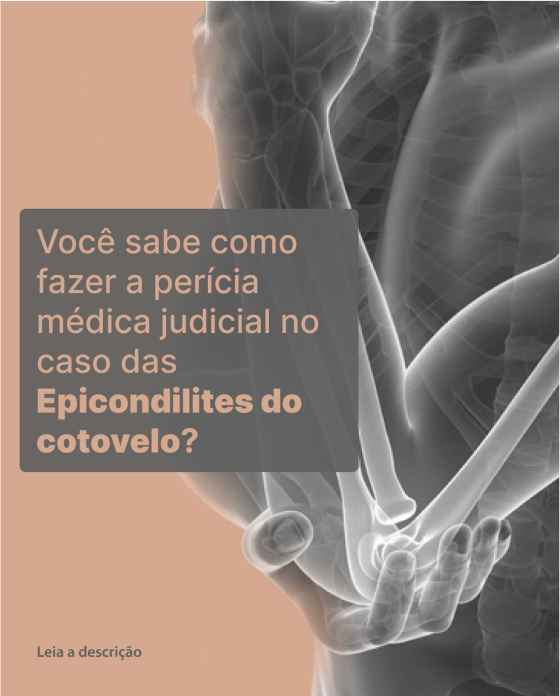 Você sabe como
fazer a perícia
médica judicial no
caso das
Epicondilites do
cotovelo?
Leia a descrição